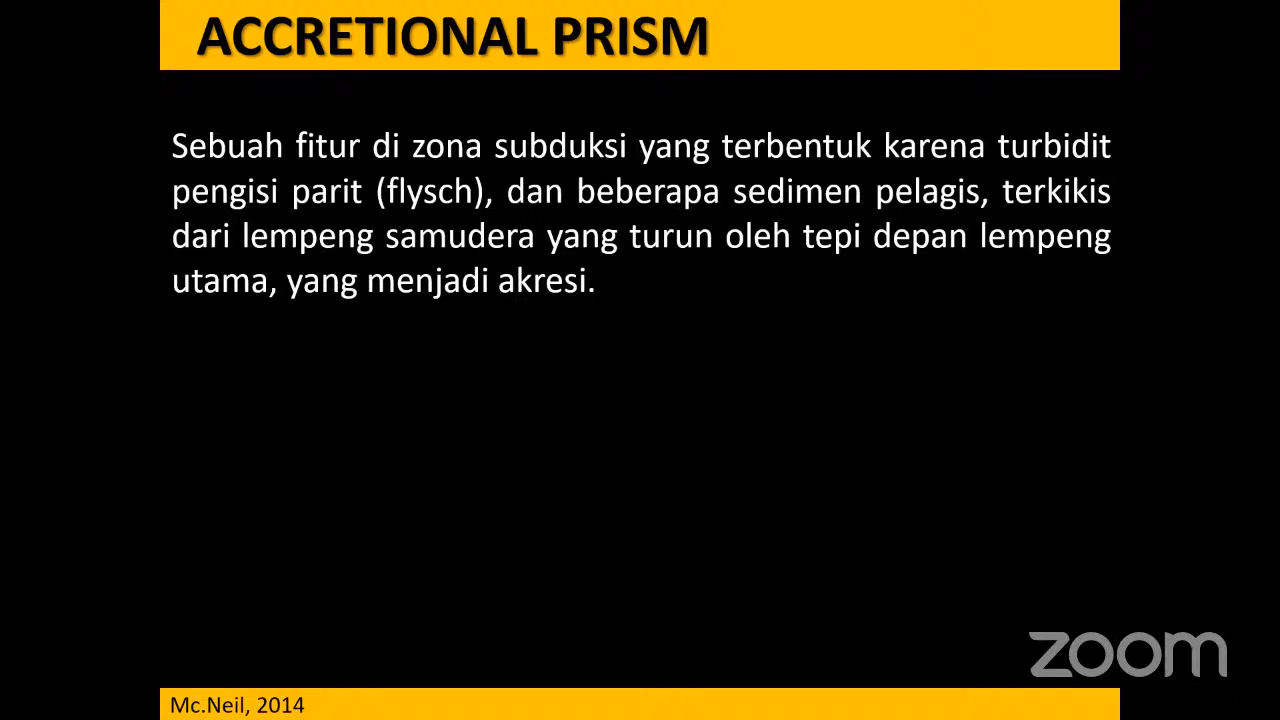 ACCRETIONAL PRISM
Sebuah fitur di zona subduksi yang terbentuk karena turbidit
pengisi parit (flysch), dan beberapa sedimen pelagis, terkikis
dari lempeng samudera yang turun oleh tepi depan lempeng
utama, yang menjadi akresi.
zoom
Mc.Neil, 2014